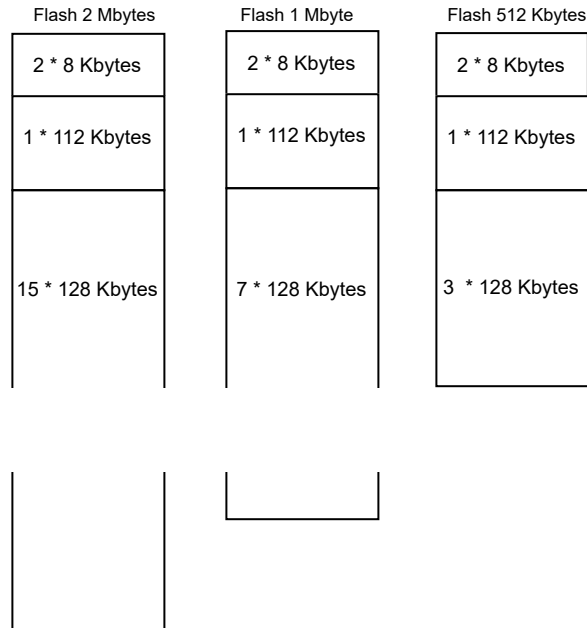 Flash 2 Mbytes
Flash 1 Mbyte
Flash 512 Kbytes
2 * 8 Kbytes
2 * 8 Kbytes
2 * 8 Kbytes
1 * 112 Kbytes
1 * 112 Kbytes
1 * 112 Kbytes
15 * 128 Kbytes
7 * 128 Kbytes
3 * 128 Kbytes